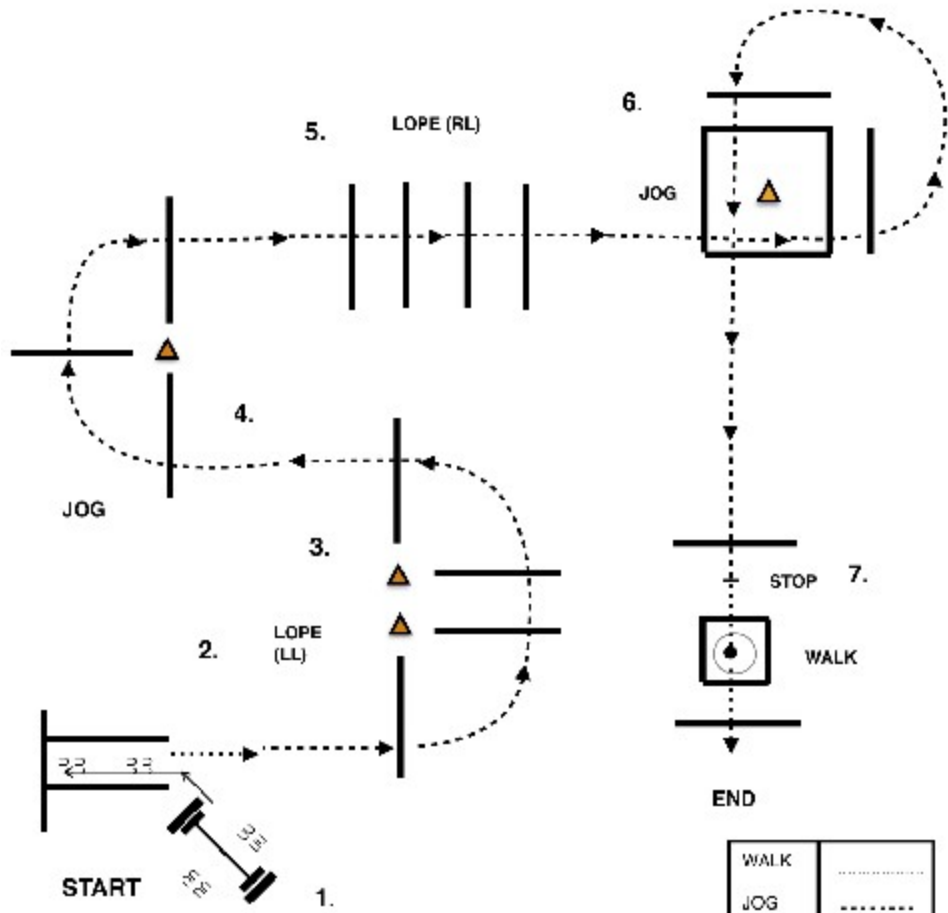 6.
5.
LOPE (RL)
JOG
4.
JOG
3.
STOP
7.
2.
LOPE
(LL)
WALK
END
START
1.
WALK
JOG